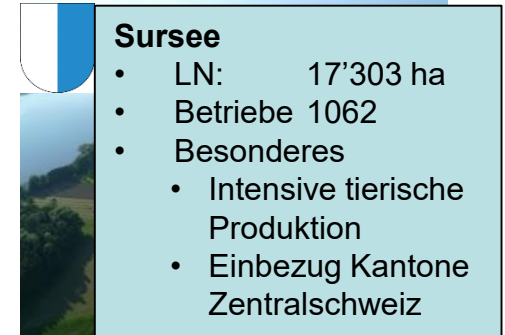 Sursee
• LN: 17’303 ha
• Betriebe 1062
• Besonderes
• Intensive tierische
Produktion
• Einbezug Kantone
Zentralschweiz